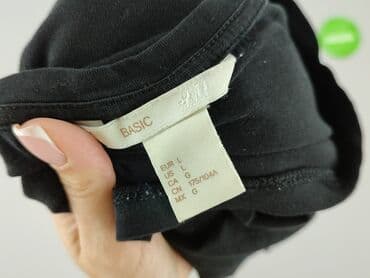 H&M
BASIC
EUR L
US L
CA G
CN 175/104A
MX G